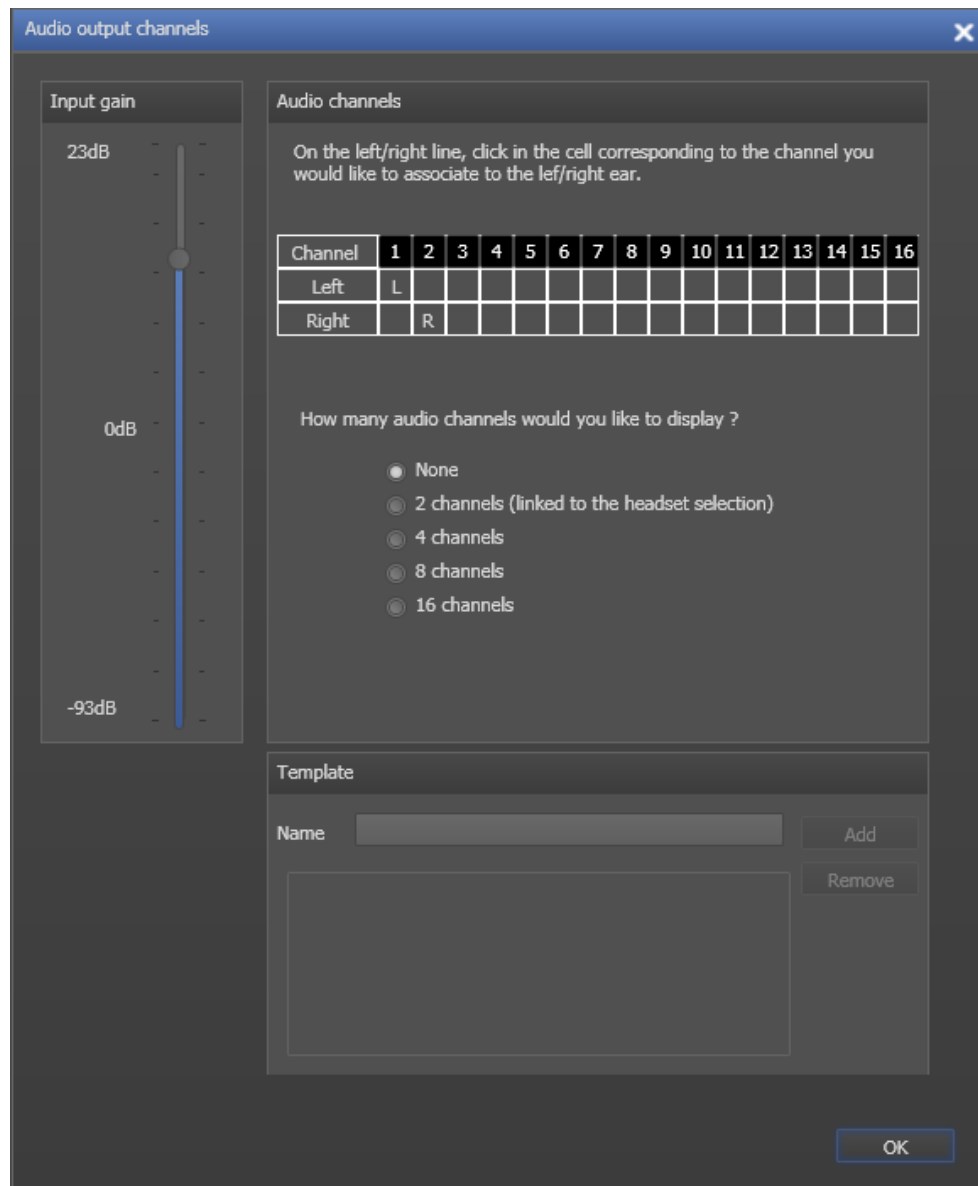 Audio output channels
Input gain
23dB
0dB
-93dB
Audio channels
On the left/right line, click in the cell corresponding to the channel you
would like to associate to the lef/right ear.
Channel 1 2 3 4 5 6 7 8 9 10 11 12 13 14 15 16
Left L
Right R
How many audio channels would you like to display ?
None
2 channels (linked to the headset selection)
4 channels
8 channels
16 channels
Template
Name
Add
Remove
OK